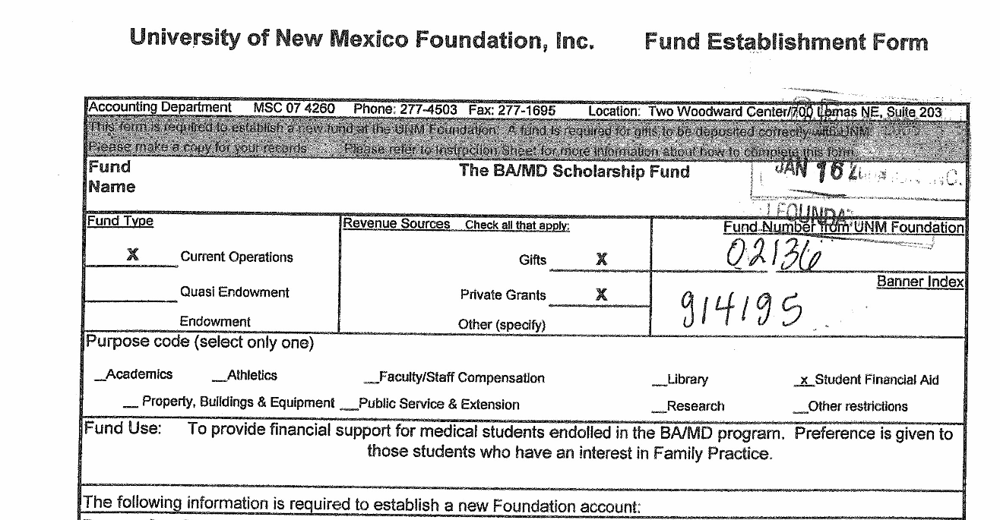 University of New Mexico Foundation, Inc. Fund Establishment Form
Accounting Department MSC 07 4260 Phone: 277-4503 Fax: 277-1695 Location: Two Woodward Center/700 Lomas NE, Suite 203
This form is required to establish a new fund at the UNM Foundation. A fund is required for gifts to be deposited correctly with UNM
Please make a copy for your records Please refer to Instruction Sheet for more information about how to complete this form.
Fund The BA/MD Scholarship Fund JAN 16 INC.
Name
FOUNDA
Fund Type Revenue Sources Check all that apply: Fund Number from UNM Foundation
X Current Operations Gifts X 02136
Banner Index
Quasi Endowment Private Grants X 914195
Endowment Other (specify)
Purpose code (select only one)
__Academics __Athletics __Faculty/Staff Compensation __Library _x_Student Financial Aid
__ Property, Buildings & Equipment __Public Service & Extension __Research __Other restrictions
Fund Use: To provide financial support for medical students endolled in the BA/MD program. Preference is given to
those students who have an interest in Family Practice.
The following information is required to establish a new Foundation account: